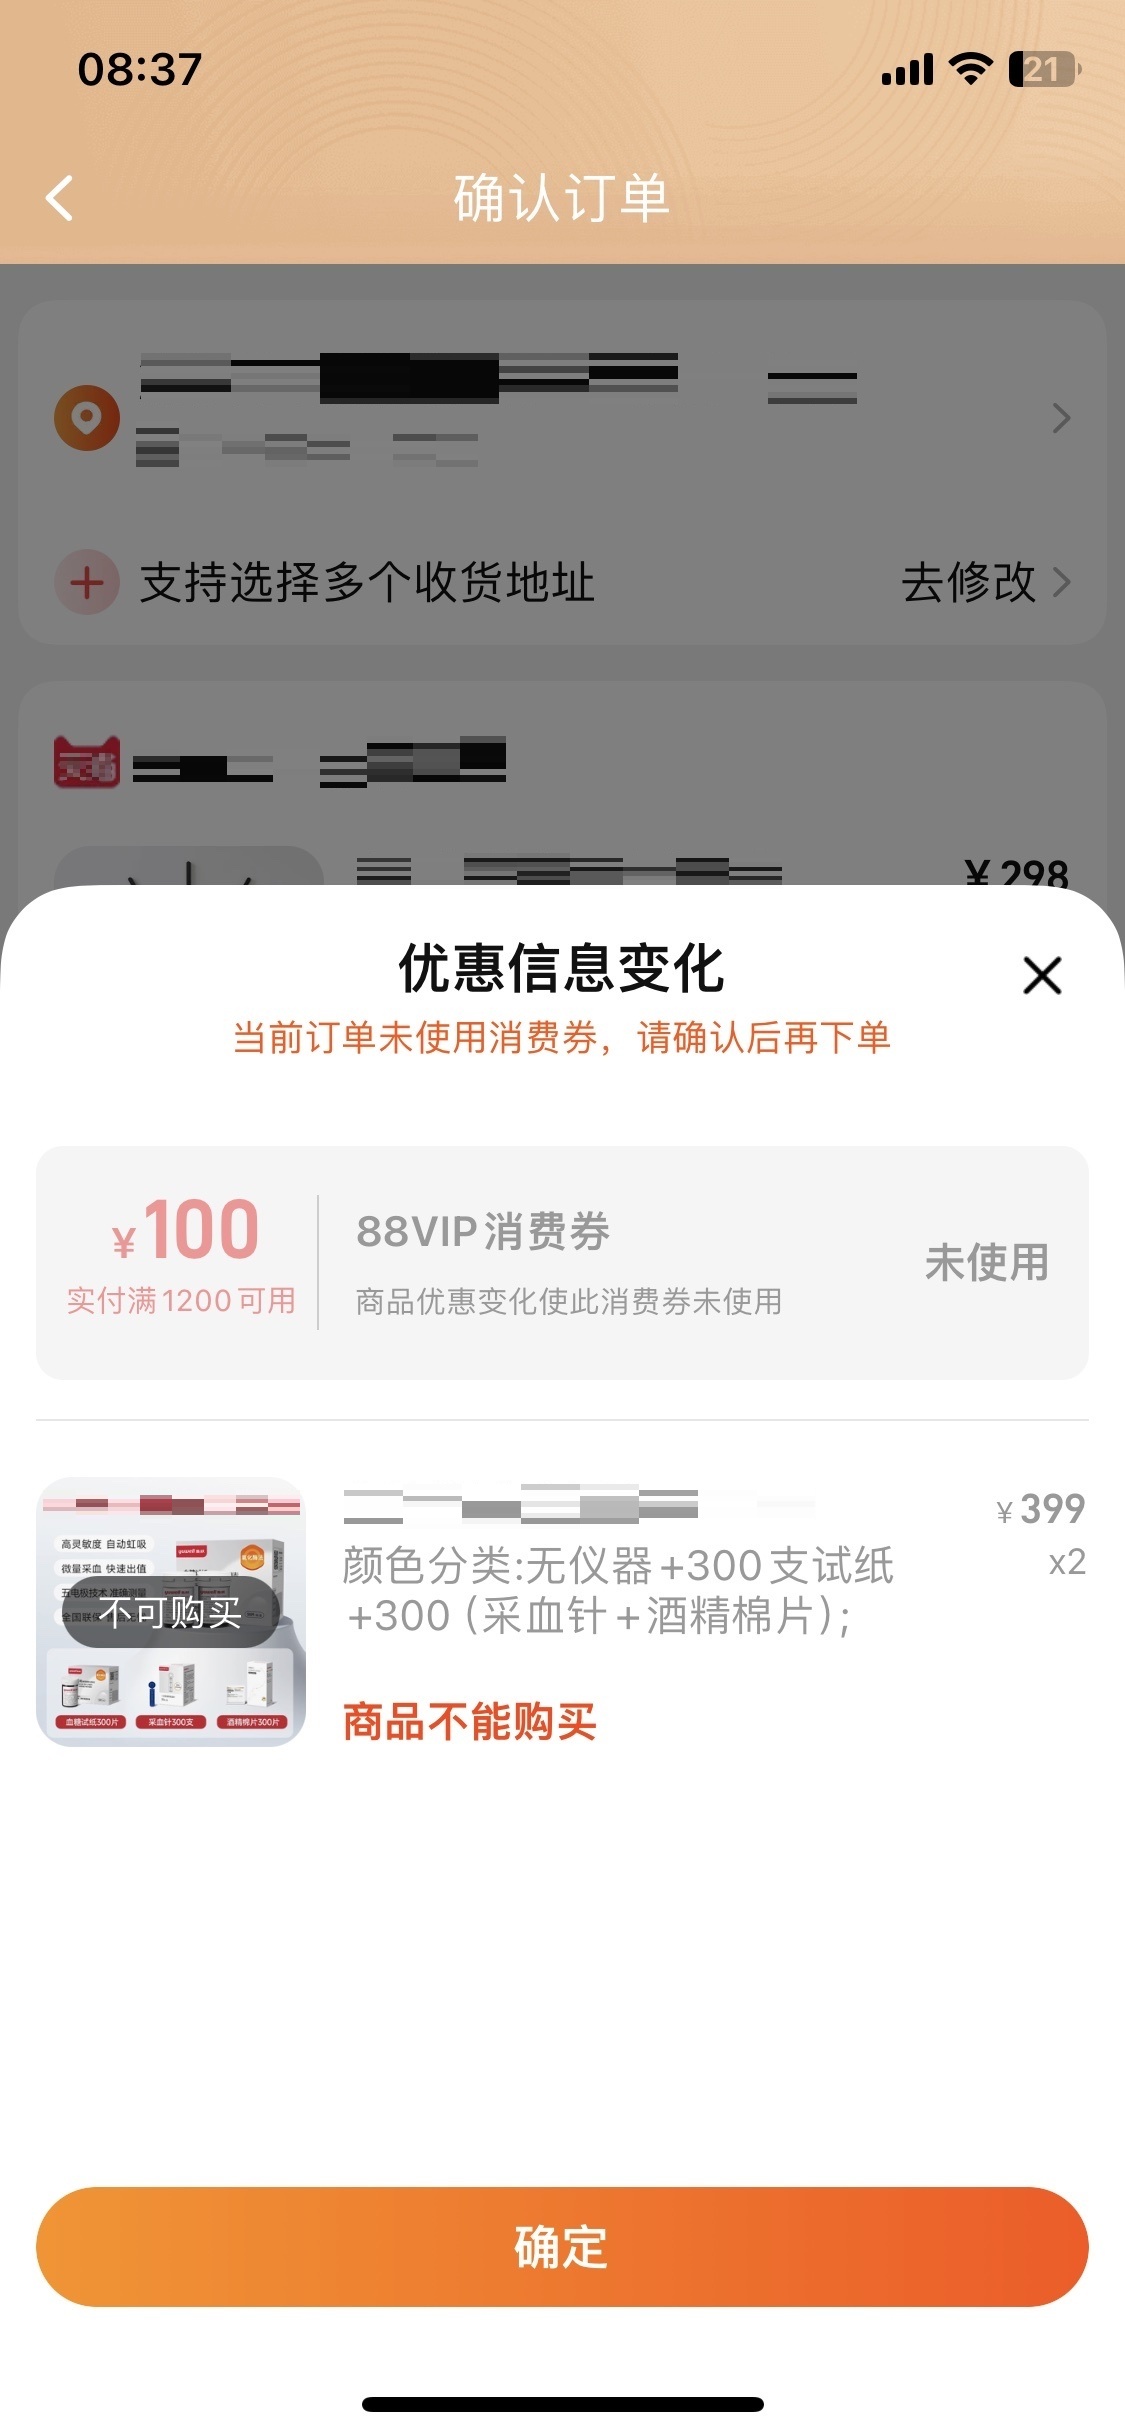 08:37
21
确认订单
支持选择多个收货地址
去修改
¥298
优惠信息变化
当前订单未使用消费券，请确认后再下单
¥100
实付满1200可用
88VIP消费券
商品优惠变化使此消费券未使用
未使用
¥399
颜色分类:无仪器+300支试纸
x2
+300（采血针+酒精棉片）;
高灵敏度 自动虹吸
微量采血 快速出值
五电极技术 准确测量
不可购买
血糖试纸300片
采血针300支
酒精棉片300片
商品不能购买
确定